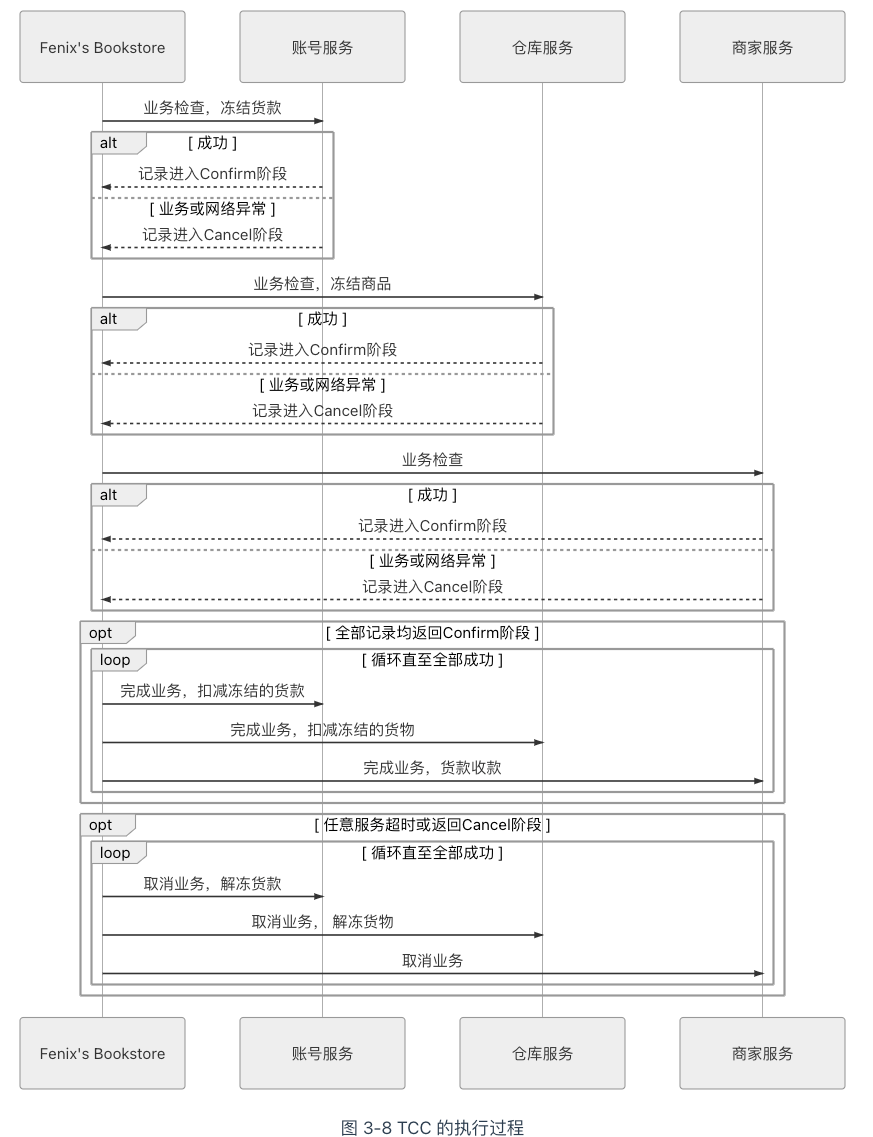 Fenix's Bookstore
账号服务
仓库服务
商家服务
业务检查，冻结货款
alt
[ 成功 ]
记录进入Confirm阶段
[ 业务或网络异常 ]
记录进入Cancel阶段
业务检查，冻结商品
alt
[ 成功 ]
记录进入Confirm阶段
[ 业务或网络异常 ]
记录进入Cancel阶段
业务检查
alt
[ 成功 ]
记录进入Confirm阶段
[ 业务或网络异常 ]
记录进入Cancel阶段
opt
[ 全部记录均返回Confirm阶段 ]
loop
[ 循环直至全部成功 ]
完成业务，扣减冻结的货款
完成业务，扣减冻结的货物
完成业务，货款收款
opt
[ 任意服务超时或返回Cancel阶段 ]
loop
[ 循环直至全部成功 ]
取消业务，解冻货款
取消业务， 解冻货物
取消业务
Fenix's Bookstore
账号服务
仓库服务
商家服务
图 3-8 TCC 的执行过程